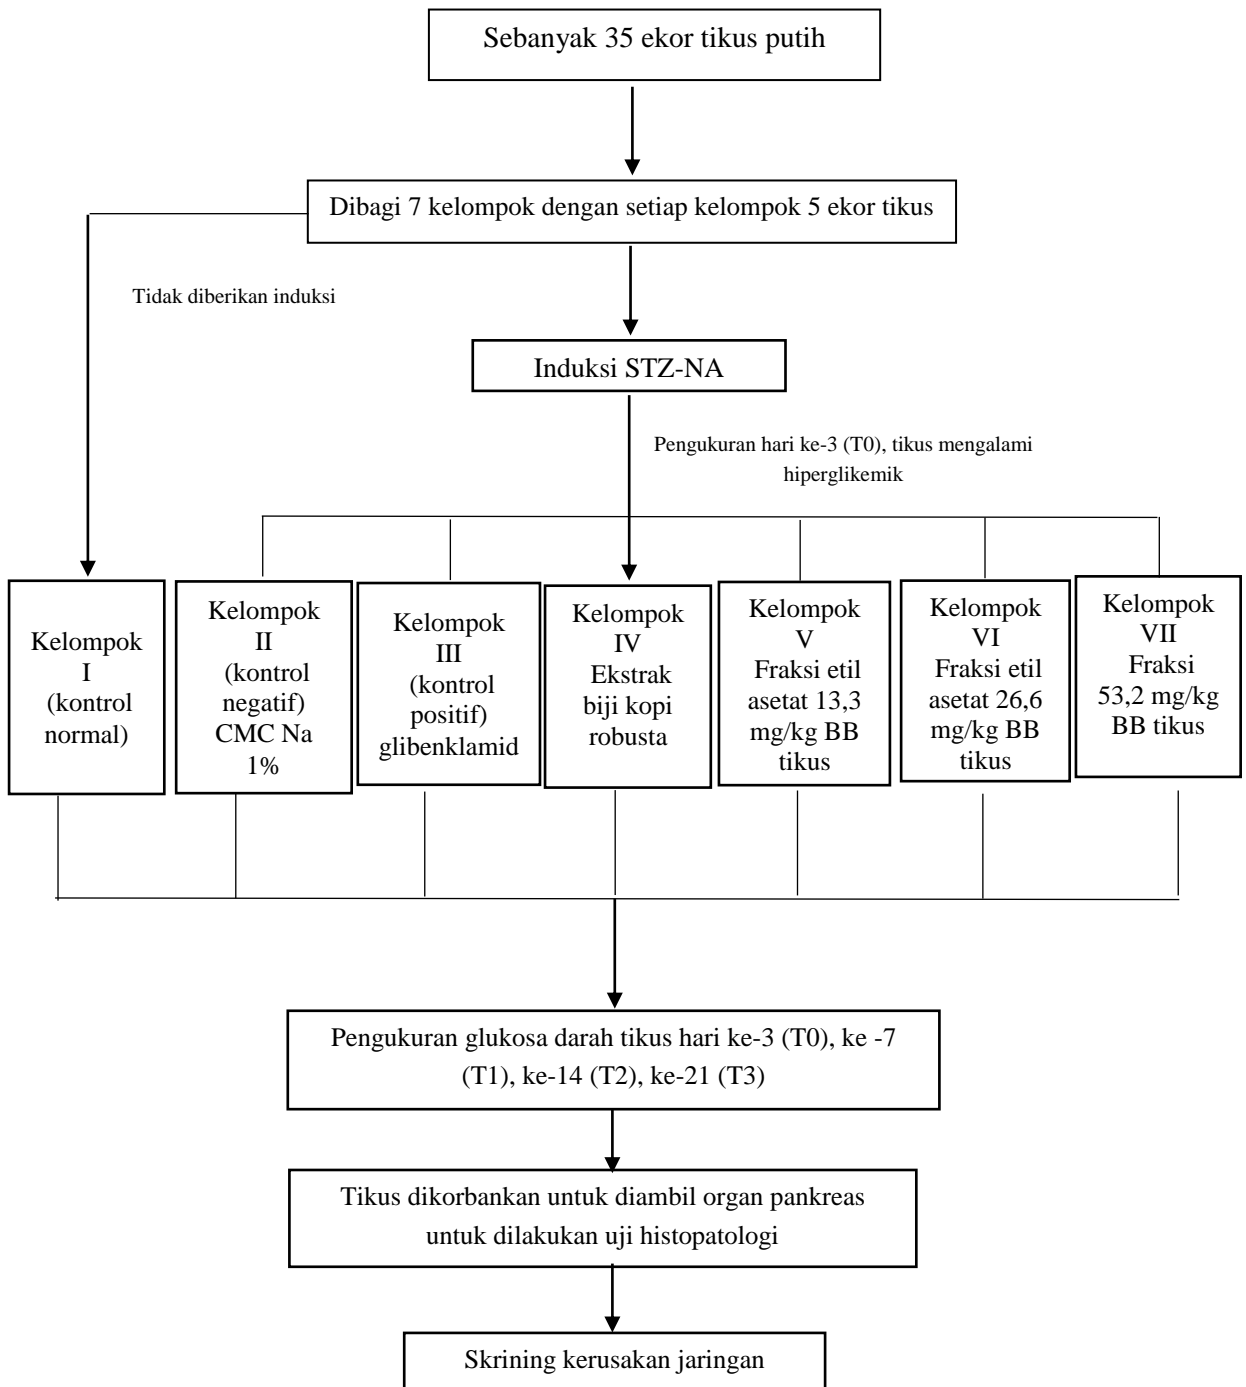 Sebanyak 35 ekor tikus putih
Dibagi 7 kelompok dengan setiap kelompok 5 ekor tikus
Tidak diberikan induksi
Induksi STZ-NA
Pengukuran hari ke-3 (T0), tikus mengalami
hiperglikemik
Kelompok
I
(kontrol
normal)
Kelompok
II
(kontrol
negatif)
CMC Na
1%
Kelompok
III
(kontrol
positif)
glibenklamid
Kelompok
IV
Ekstrak
biji kopi
robusta
Kelompok
V
Fraksi etil
asetat 13,3
mg/kg BB
tikus
Kelompok
VI
Fraksi etil
asetat 26,6
mg/kg BB
tikus
Kelompok
VII
Fraksi
53,2 mg/kg
BB tikus
Pengukuran glukosa darah tikus hari ke-3 (T0), ke -7
(T1), ke-14 (T2), ke-21 (T3)
Tikus dikorbankan untuk diambil organ pankreas
untuk dilakukan uji histopatologi
Skrining kerusakan jaringan